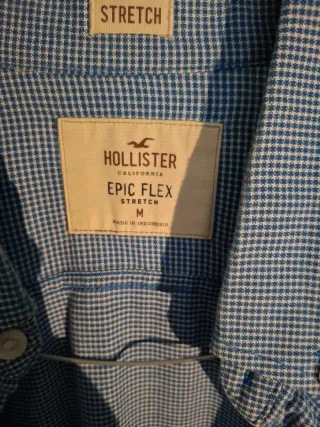 STRETCH
HOLLISTER
CALIFORNIA
EPIC FLEX
STRETCH
M
MADE IN INDONESIA